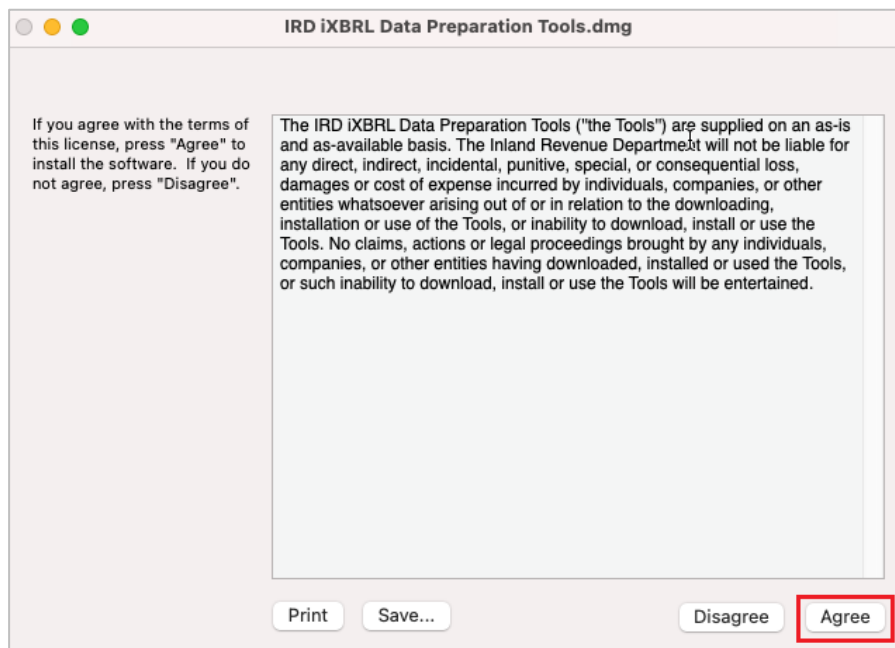 IRD iXBRL Data Preparation Tools.dmg
If you agree with the terms of
this license, press "Agree" to
install the software.  If you do
not agree, press "Disagree".
The IRD iXBRL Data Preparation Tools ("the Tools") are supplied on an as-is
and as-available basis. The Inland Revenue Department will not be liable for
any direct, indirect, incidental, punitive, special, or consequential loss,
damages or cost of expense incurred by individuals, companies, or other
entities whatsoever arising out of or in relation to the downloading,
installation or use of the Tools, or inability to download, install or use the
Tools. No claims, actions or legal proceedings brought by any individuals,
companies, or other entities having downloaded, installed or used the Tools,
or such inability to download, install or use the Tools will be entertained.
Print
Save...
Disagree
Agree